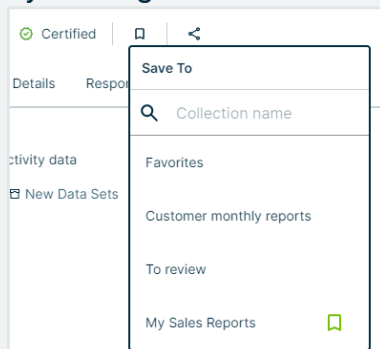 Certified
Save To
Details
Collection name
Favorites
ctivity data
New Data Sets
Customer monthly reports
To review
My Sales Reports